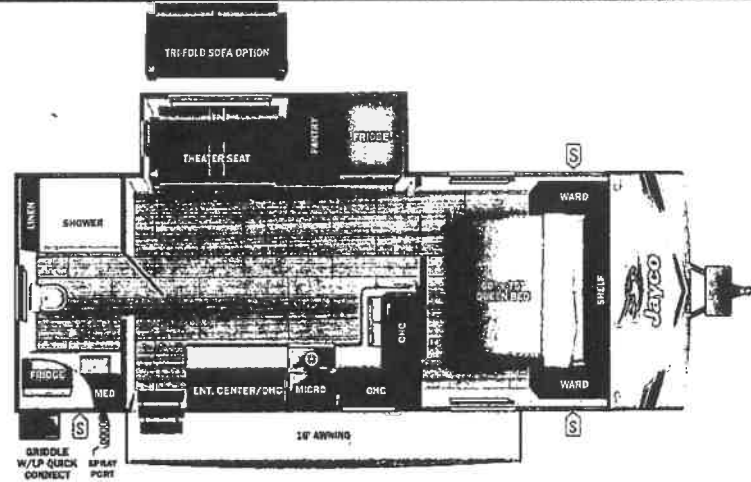 TRI-FOLD SOFA OPTION
THEATER SEAT
PANTRY
FRIDGE
S
WARD
LINEN
SHOWER
QUEEN BED
SHELF
Jayco
OHC
FRIDGE
MED
ENT. CENTER/OHC
MICRO
OHC
WARD
S
S
16' AWNING
GRIDDLE
W/LP QUICK
CONNECT
SPRAY
PORT